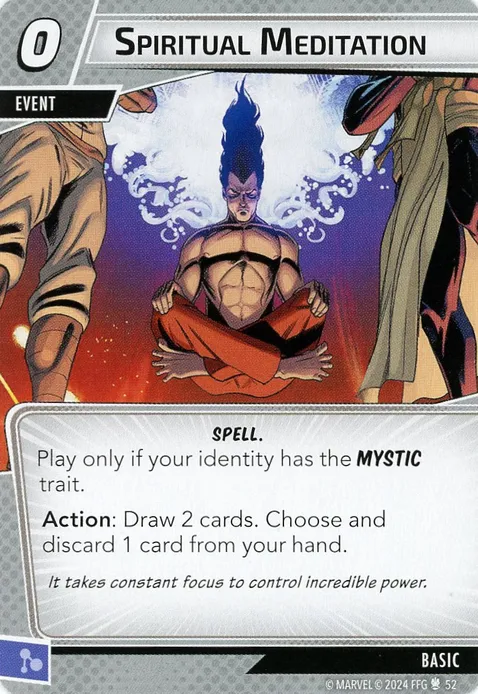 0
SPIRITUAL MEDITATION
EVENT
SPELL.
Play only if your identity has the MYSTIC
trait.
Action: Draw 2 cards. Choose and
discard 1 card from your hand.
It takes constant focus to control incredible power.
BASIC
© MARVEL © 2024 FFG 52